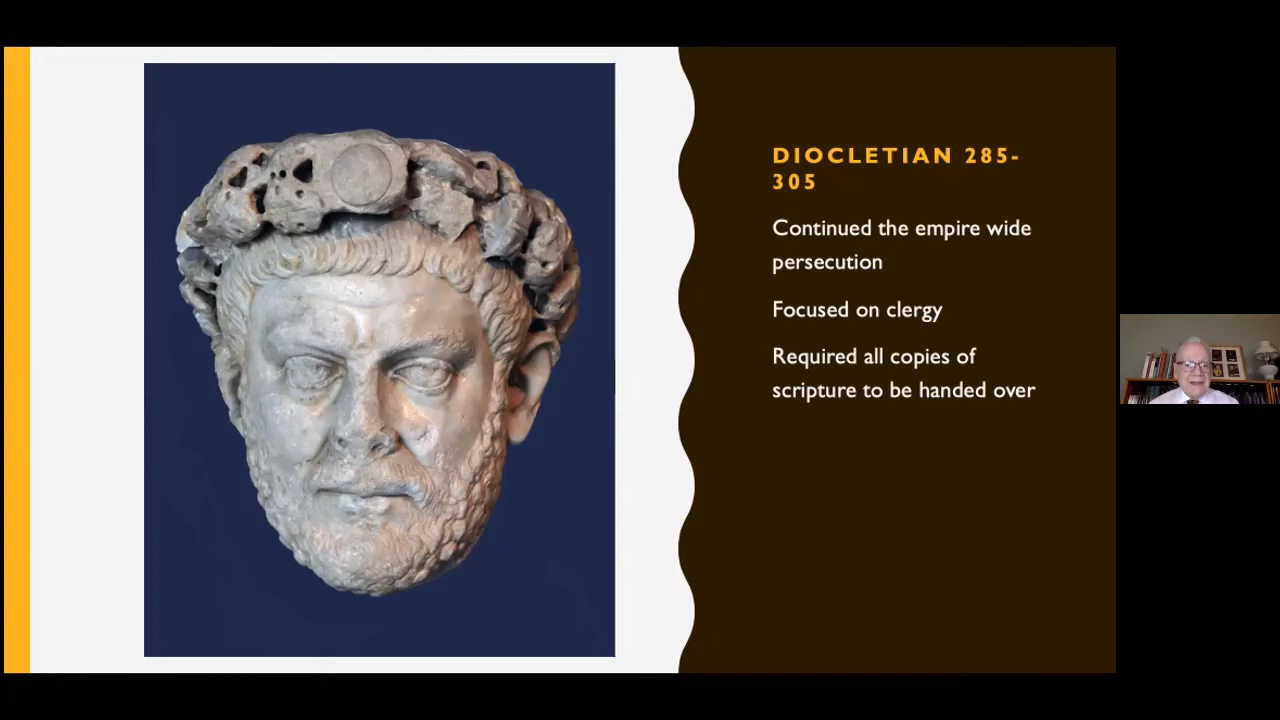 DIOCLETIAN 285-
305
Continued the empire wide
persecution
Focused on clergy
Required all copies of
scripture to be handed over